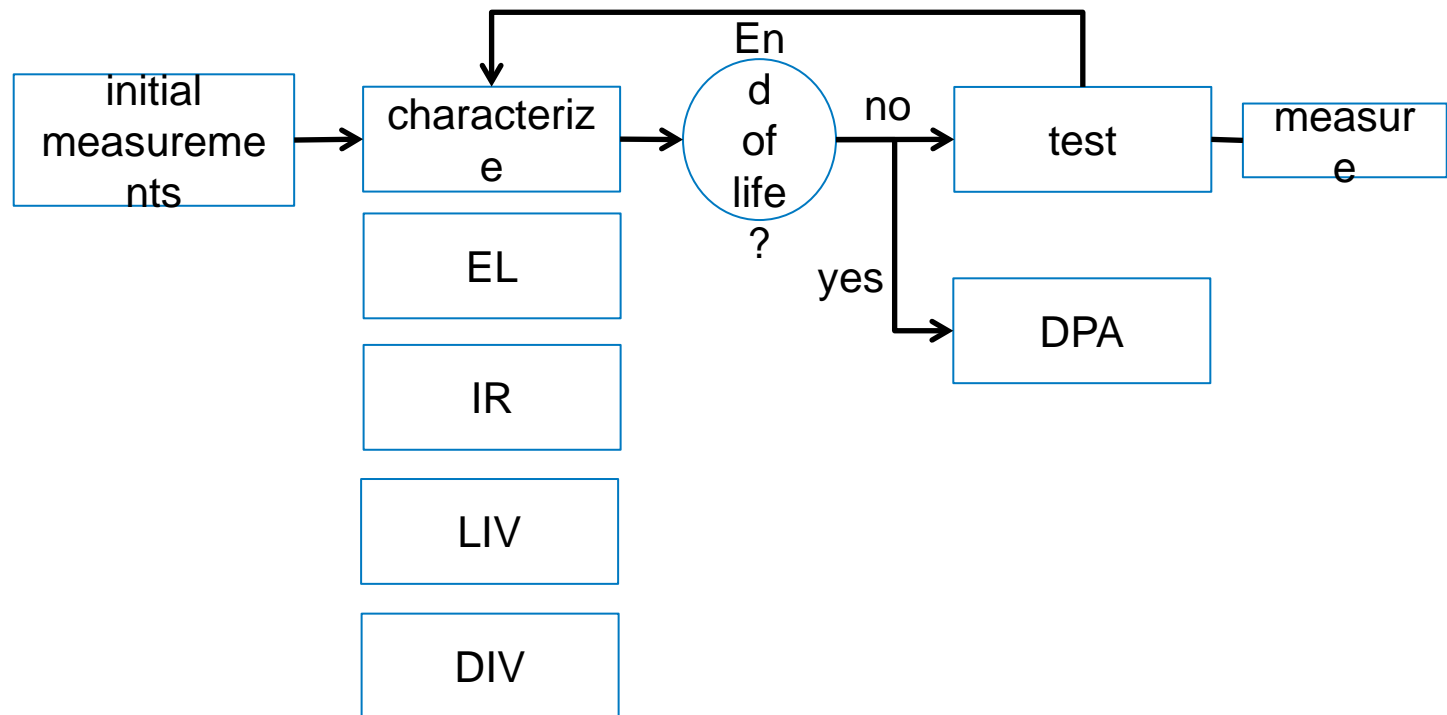 initial
measureme
nts
characteriz
e
En
d
of
life
?
no
test
measur
e
EL
yes
DPA
IR
LIV
DIV